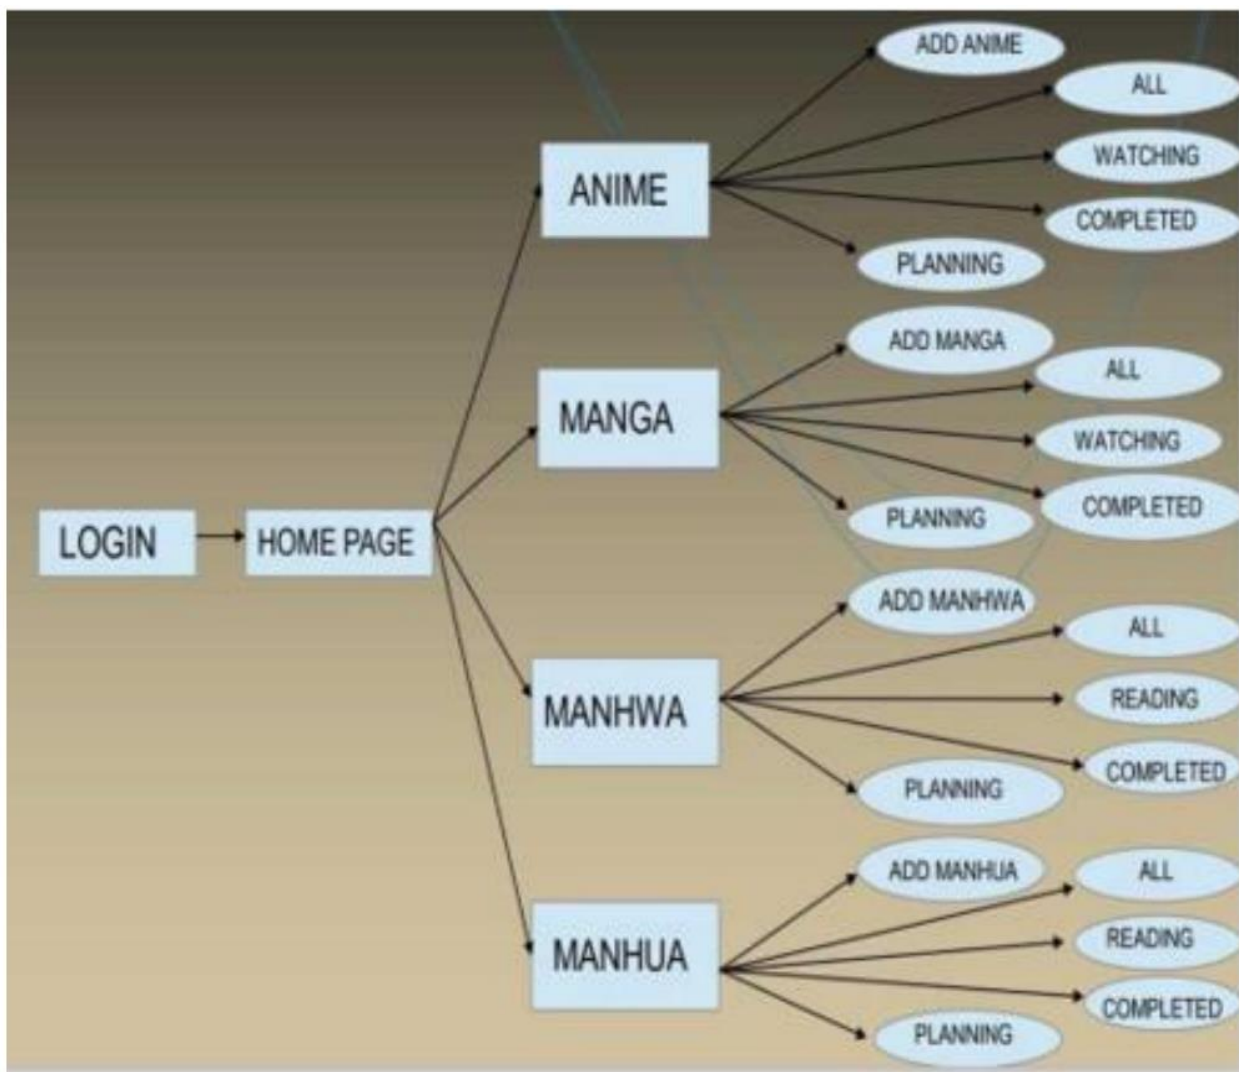 LOGIN
HOME PAGE
ANIME
ADD ANIME
ALL
WATCHING
COMPLETED
PLANNING
MANGA
ADD MANGA
ALL
WATCHING
COMPLETED
PLANNING
MANHWA
ADD MANHWA
ALL
READING
COMPLETED
PLANNING
MANHUA
ADD MANHUA
ALL
READING
COMPLETED
PLANNING